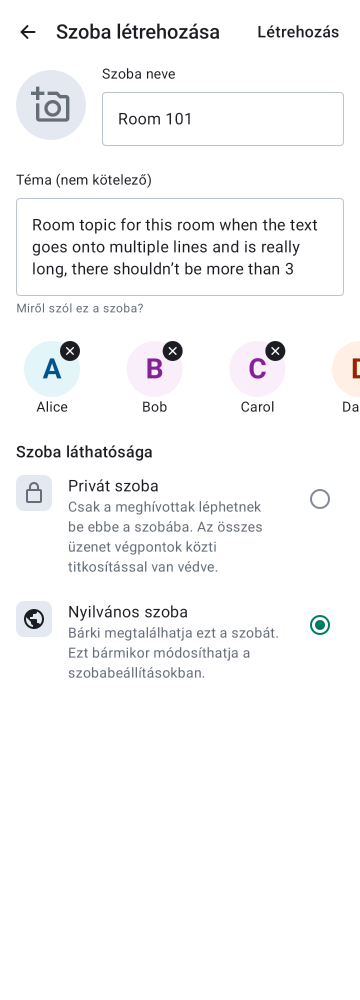 Szoba létrehozása
Létrehozás
Szoba neve
Room 101
Téma (nem kötelező)
Room topic for this room when the text
goes onto multiple lines and is really
long, there shouldn’t be more than 3
Miről szól ez a szoba?
A B C D
Alice Bob Carol Da
Szoba láthatósága
Privát szoba
Csak a meghívottak léphetnek
be ebbe a szobába. Az összes
üzenet végpontok közti
titkosítással van védve.
Nyilvános szoba
Bárki megtalálhatja ezt a szobát.
Ezt bármikor módosíthatja a
szobabeállításokban.